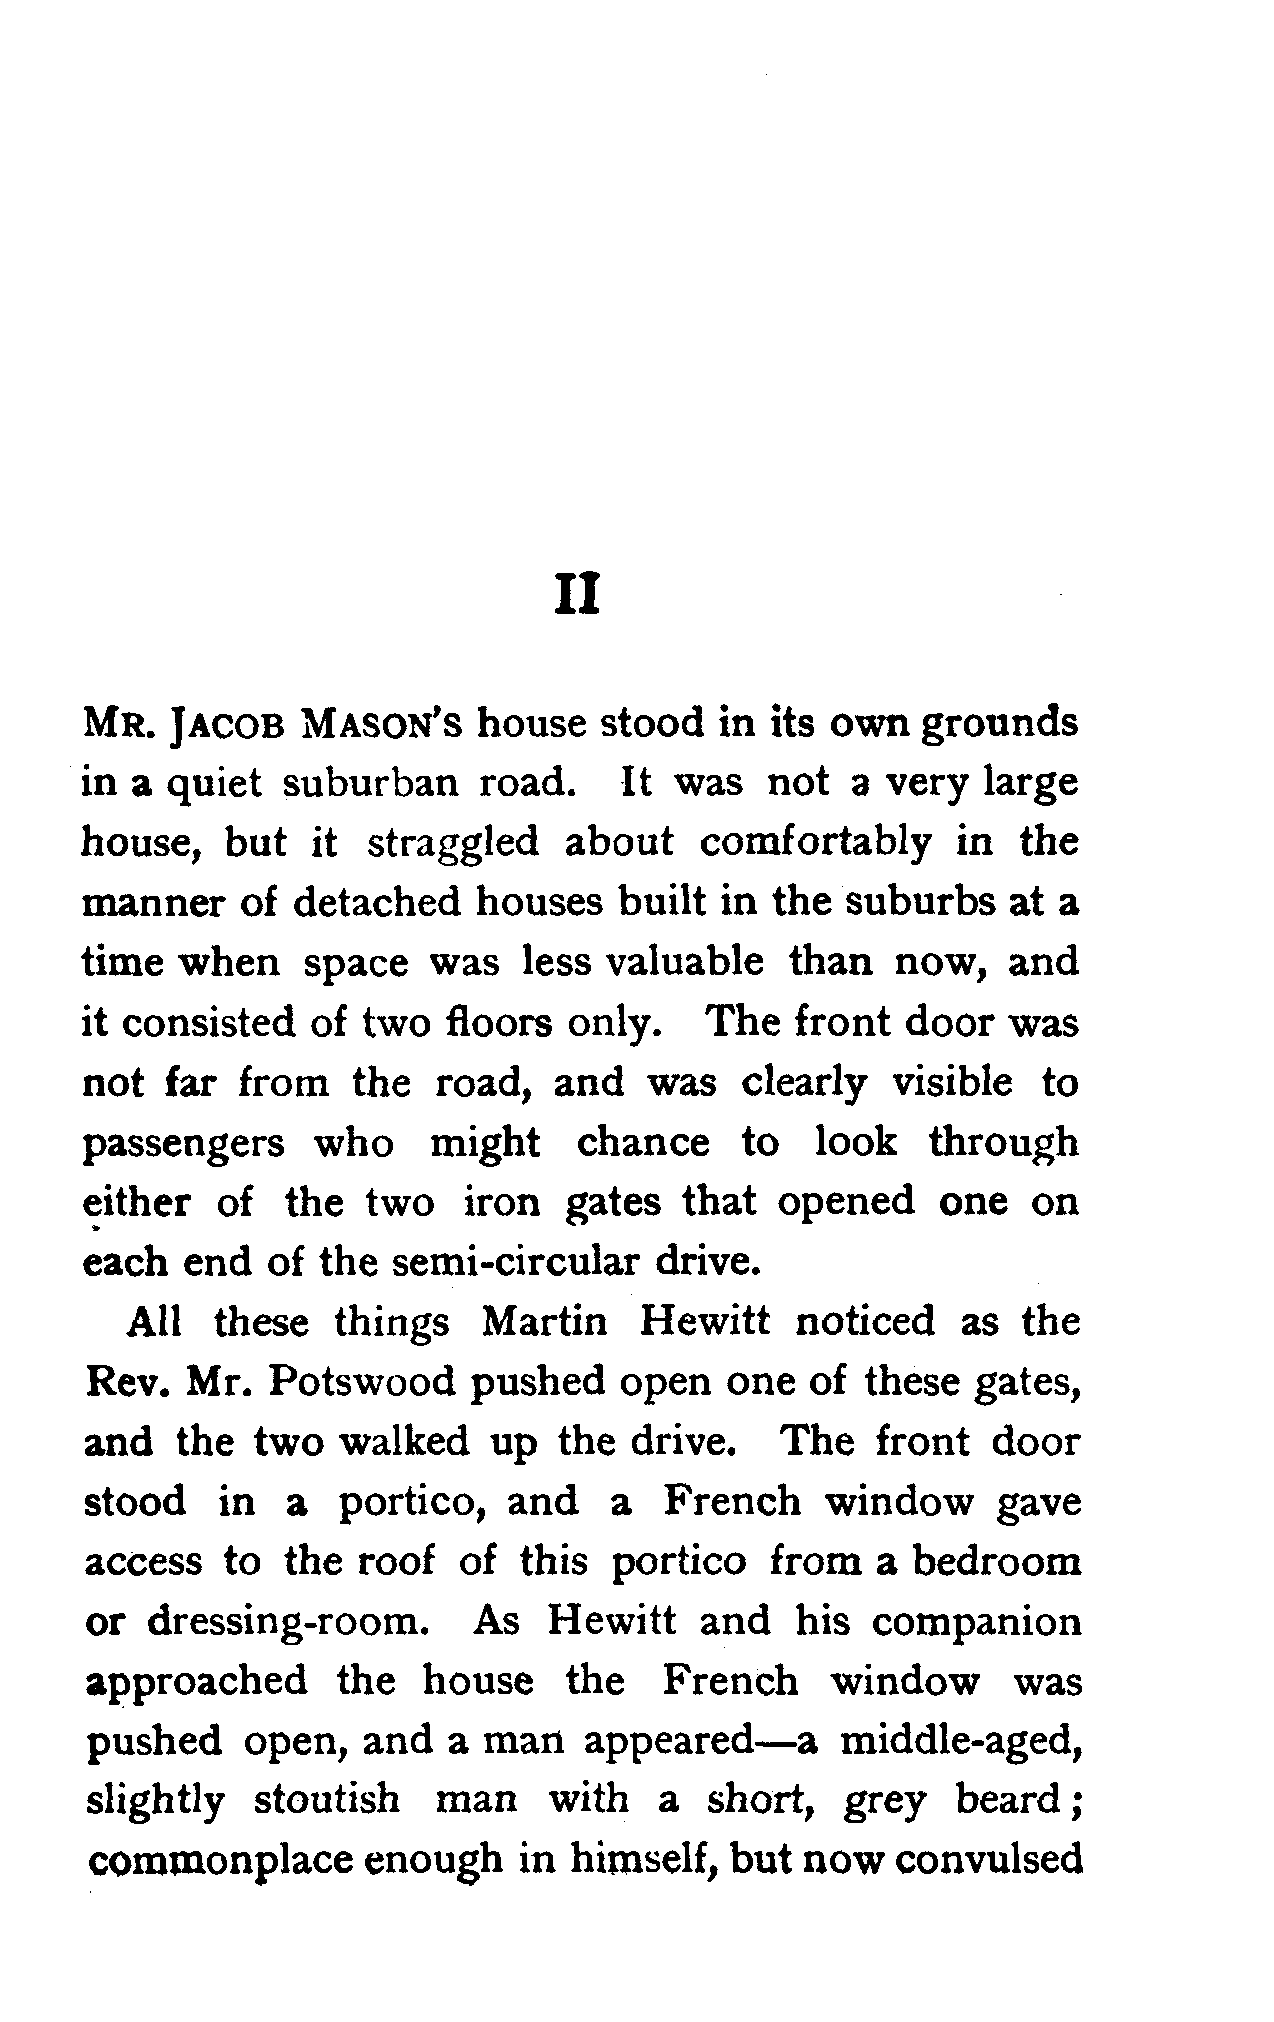 II
MR. JACOB MASON'S house stood in its own grounds
in a quiet suburban road. It was not a very large
house, but it straggled about comfortably in the
manner of detached houses built in the suburbs at a
time when space was less valuable than now, and
it consisted of two floors only. The front door was
not far from the road, and was clearly visible to
passengers who might chance to look through
either of the two iron gates that opened one on
each end of the semi-circular drive.
All these things Martin Hewitt noticed as the
Rev. Mr. Potswood pushed open one of these gates,
and the two walked up the drive. The front door
stood in a portico, and a French window gave
access to the roof of this portico from a bedroom
or dressing-room. As Hewitt and his companion
approached the house the French window was
pushed open, and a man appeared—a middle-aged,
slightly stoutish man with a short, grey beard;
commonplace enough in himself, but now convulsed